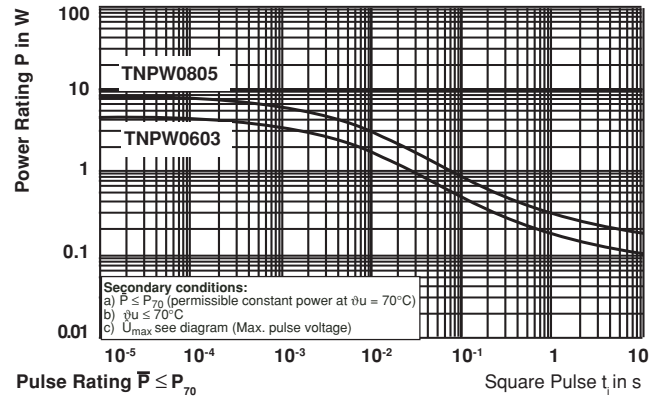 Power Rating P in W
100
10
1
0.1
0.01
TNPW0805
TNPW0603
Secondary conditions:
a) P̅ ≤ P70 (permissible constant power at ϑu = 70°C)
b) ϑu ≤ 70°C
c) Ûmax see diagram (Max. pulse voltage)
10-5 10-4 10-3 10-2 10-1 1 10
Pulse Rating P̅ ≤ P70
Square Pulse ti in s